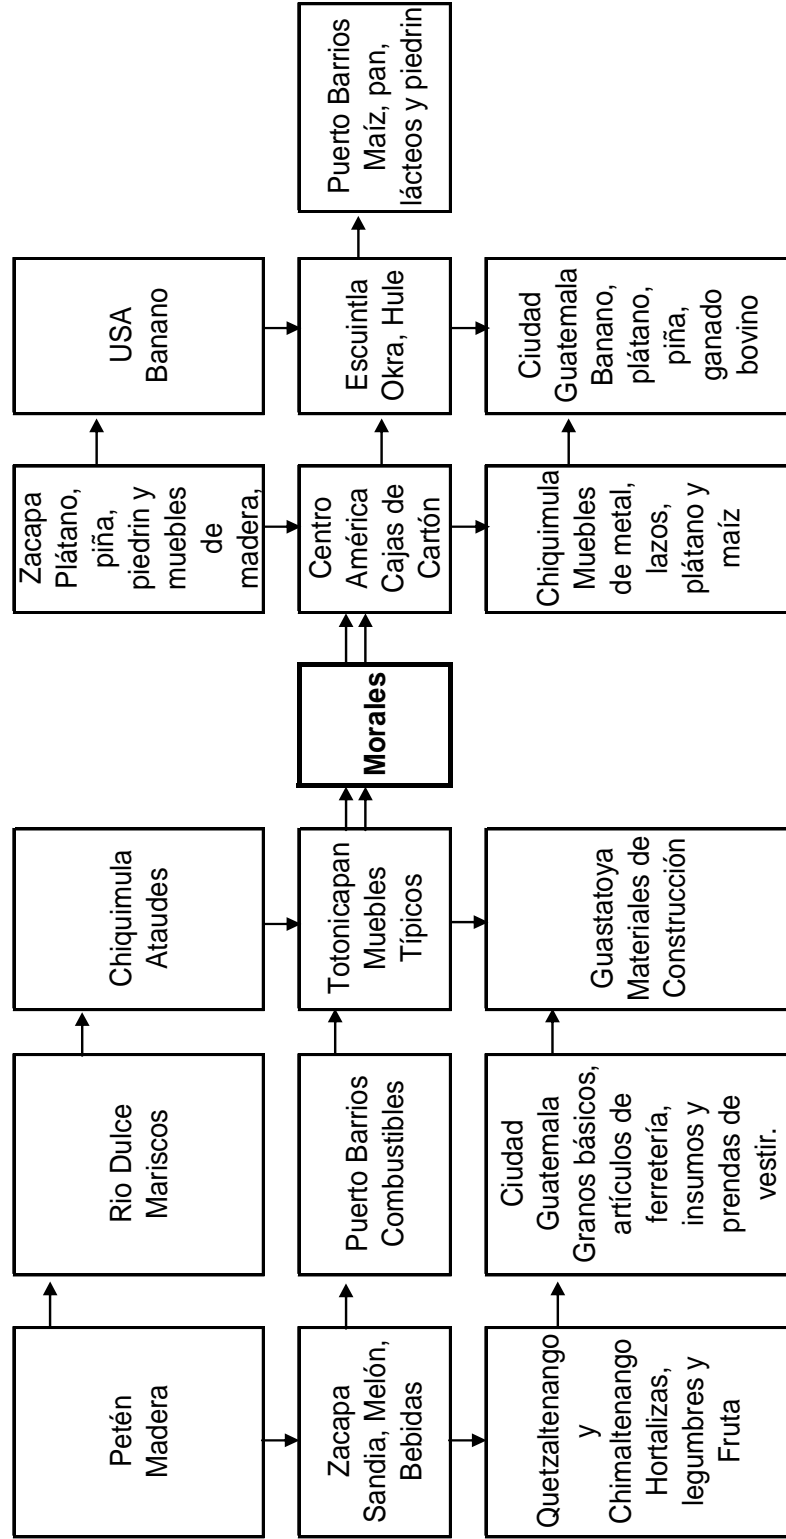 Petén
Madera
Rio Dulce
Mariscos
Chiquimula
Ataudes
Zacapa
Plátano,
piña,
piedrin y
muebles
de
madera,
USA
Banano
Zacapa
Sandia, Melón,
Bebidas
Puerto Barrios
Combustibles
Totonicapan
Muebles
Típicos
Morales
Centro
América
Cajas de
Cartón
Escuintla
Okra, Hule
Puerto Barrios
Maíz, pan,
lácteos y piedrin
Quetzaltenango
y
Chimaltenango
Hortalizas,
legumbres y
Fruta
Ciudad
Guatemala
Granos básicos,
artículos de
ferretería,
insumos y
prendas de
vestir.
Guastatoya
Materiales de
Construcción
Chiquimula
Muebles
de metal,
lazos,
plátano y
maíz
Ciudad
Guatemala
Banano,
plátano,
piña,
ganado
bovino